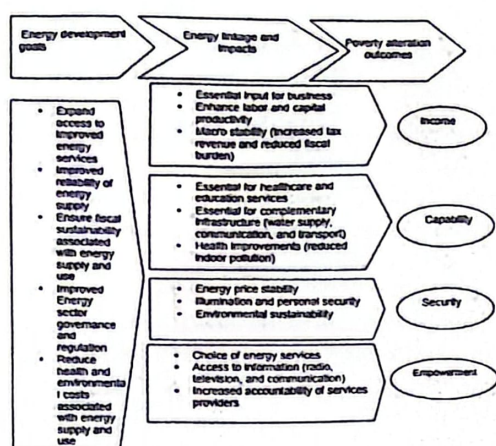 Energy development
goals
Energy linkage and
impacts
Poverty alteration
outcomes
• Expand
access to
improved
energy
services
• Improved
reliability of
energy
supply
• Ensure fiscal
sustainability
associated
with energy
supply and
use
• Improved
Energy
sector
governance
and
regulation
• Reduce
health and
environmenta
l costs
associated
with energy
supply and
use
• Essential input for business
• Enhance labor and capital
productivity
• Macro stability (increased tax
revenue and reduced fiscal
burden)
Income
• Essential for healthcare and
education services
• Essential for complementary
infrastructure (water supply,
communication, and transport)
• Health improvements (reduced
indoor pollution)
Capability
• Energy price stability
• Illumination and personal security
• Environmental sustainability
Security
• Choice of energy services
• Access to information (radio,
television, and communication)
• Increased accountability of services
providers
Empowerment